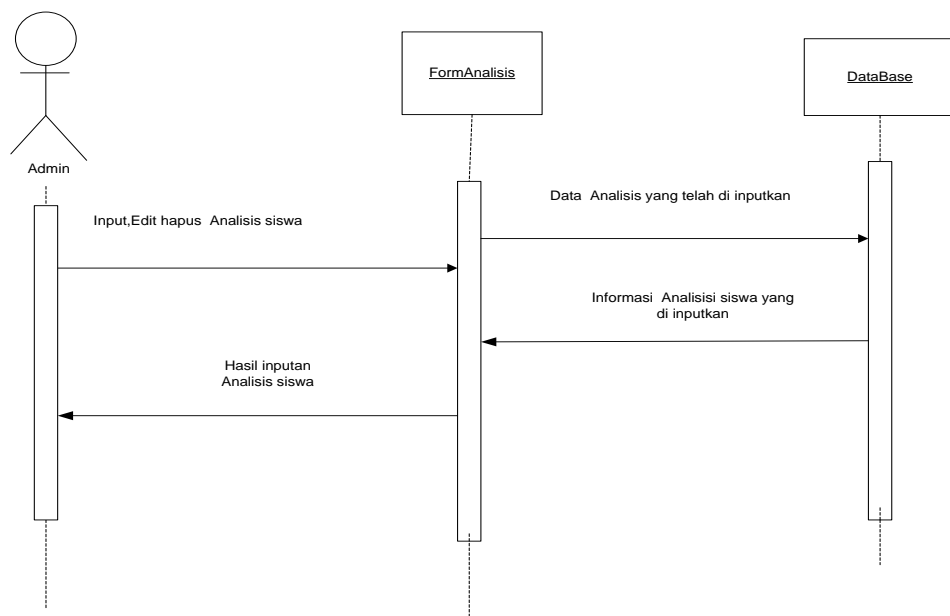 FormAnalisis
DataBase
Admin
Input,Edit hapus Analisis siswa
Data Analisis yang telah di inputkan
Informasi Analisisi siswa yang
di inputkan
Hasil inputan
Analisis siswa